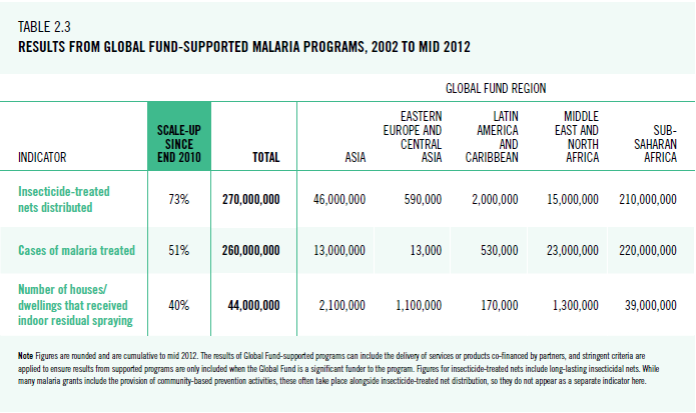 TABLE 2.3
RESULTS FROM GLOBAL FUND-SUPPORTED MALARIA PROGRAMS, 2002 TO MID 2012
GLOBAL FUND REGION
INDICATOR
SCALE-UP
SINCE
END 2010
TOTAL
ASIA
EASTERN
EUROPE AND
CENTRAL
ASIA
LATIN
AMERICA
AND
CARIBBEAN
MIDDLE
EAST AND
NORTH
AFRICA
SUB-
SAHARAN
AFRICA
Insecticide-treated
nets distributed
73% 270,000,000 46,000,000 590,000 2,000,000 15,000,000 210,000,000
Cases of malaria treated 51% 260,000,000 13,000,000 13,000 530,000 23,000,000 220,000,000
Number of houses/
dwellings that received
indoor residual spraying
40% 44,000,000 2,100,000 1,100,000 170,000 1,300,000 39,000,000
Note Figures are rounded and are cumulative to mid 2012. The results of Global Fund-supported programs can include the delivery of services or products co-financed by partners, and stringent criteria are
applied to ensure results from supported programs are only included when the Global Fund is a significant funder to the program. Figures for insecticide-treated nets include long-lasting insecticidal nets. While
many malaria grants include the provision of community-based prevention activities, these often take place alongside insecticide-treated net distribution, so they do not appear as a separate indicator here.